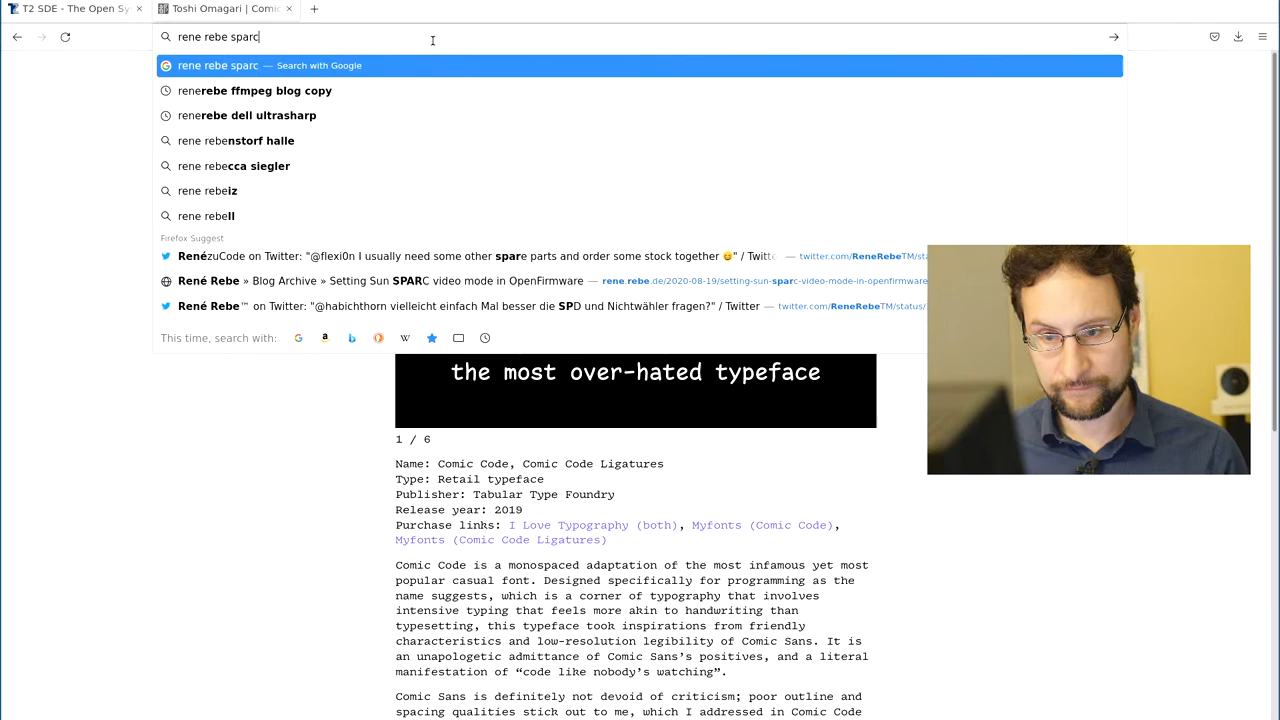 T2 SDE - The Open Sy
Toshi Omagari | Comic
rene rebe sparc
rene rebe sparc — Search with Google
renerebe ffmpeg blog copy
renerebe dell ultrasharp
rene rebenstorf halle
rene rebecca siegler
rene rebeiz
rene rebell
Firefox Suggest
RenézuCode on Twitter: "@flexi0n I usually need some other spare parts and order some stock together 😄" / Twitte — twitter.com/ReneRebeTM/sta
René Rebe » Blog Archive » Setting Sun SPARC video mode in OpenFirmware — rene.rebe.de/2020-08-19/setting-sun-sparc-video-mode-in-openfirmware
René Rebe™ on Twitter: "@habichthorn vielleicht einfach Mal besser die SPD und Nichtwähler fragen?" / Twitter — twitter.com/ReneRebeTM/status/
This time, search with:
the most over-hated typeface
1 / 6
Name: Comic Code, Comic Code Ligatures
Type: Retail typeface
Publisher: Tabular Type Foundry
Release year: 2019
Purchase links: I Love Typography (both), Myfonts (Comic Code),
Myfonts (Comic Code Ligatures)
Comic Code is a monospaced adaptation of the most infamous yet most
popular casual font. Designed specifically for programming as the
name suggests, which is a corner of typography that involves
intensive typing that feels more akin to handwriting than
typesetting, this typeface took inspirations from friendly
characteristics and low-resolution legibility of Comic Sans. It is
an unapologetic admittance of Comic Sans's positives, and a literal
manifestation of “code like nobody's watching”.
Comic Sans is definitely not devoid of criticism; poor outline and
spacing qualities stick out to me, which I addressed in Comic Code